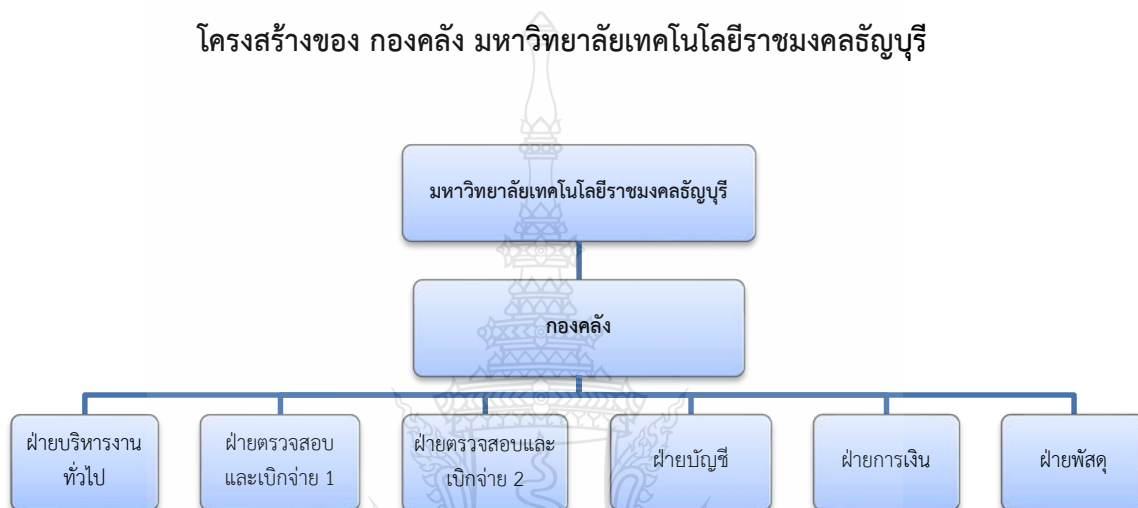 โครงสร้างของ กองคลัง มหาวิทยาลัยเทคโนโลยีราชมงคลธัญบุรี
มหาวิทยาลัยเทคโนโลยีราชมงคลธัญบุรี
กองคลัง
ฝ่ายบริหารงาน
ทั่วไป
ฝ่ายตรวจสอบ
และเบิกจ่าย 1
ฝ่ายตรวจสอบและ
เบิกจ่าย 2
ฝ่ายบัญชี
ฝ่ายการเงิน
ฝ่ายพัสดุ